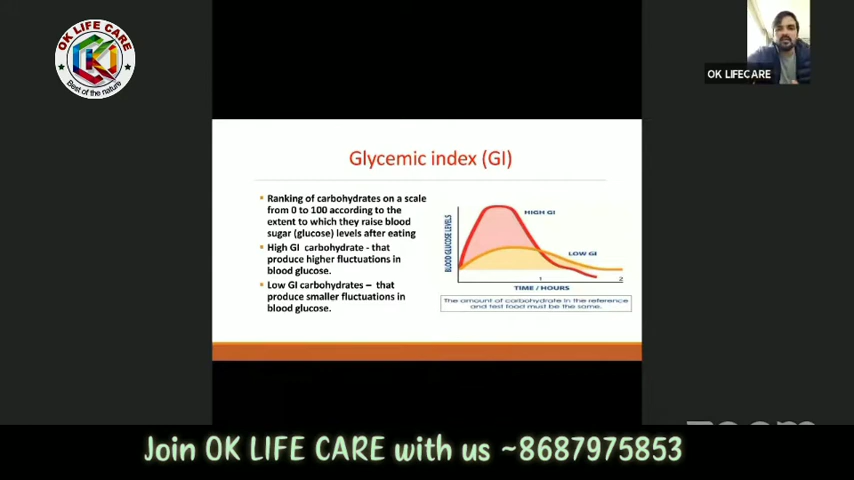 OK LIFE CARE
Best of the nature
OK LIFECARE
Glycemic index (GI)
Ranking of carbohydrates on a scale
from 0 to 100 according to the
extent to which they raise blood
sugar (glucose) levels after eating
High GI carbohydrate - that
produce higher fluctuations in
blood glucose.
Low GI carbohydrates – that
produce smaller fluctuations in
blood glucose.
BLOOD GLUCOSE LEVELS
HIGH GI
LOW GI
1
2
TIME / HOURS
The amount of carbohydrate in the reference
and test food must be the same.
zoom
Join OK LIFE CARE with us ~8687975853